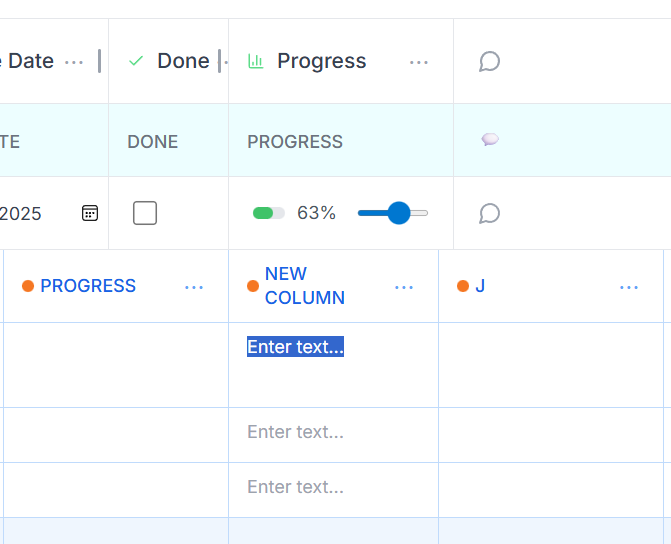 e Date ... Done Progress ...
TE DONE PROGRESS
2025 63%
PROGRESS ... NEW COLUMN ... J ...
Enter text...
Enter text...
Enter text...